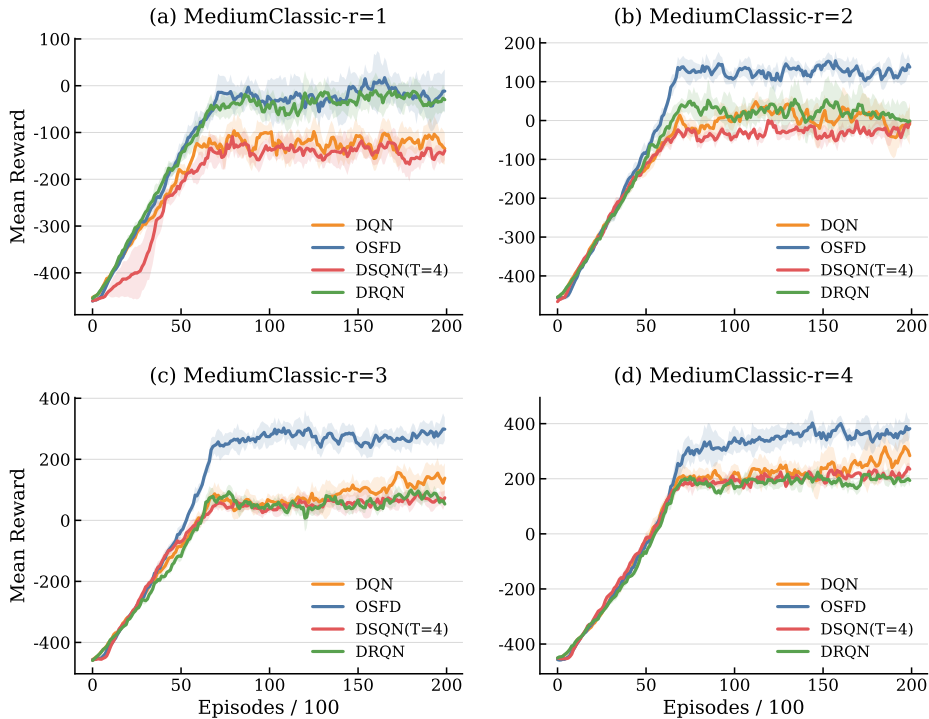 (a) MediumClassic-r=1
100
0
-100
-200
-300
-400
Mean Reward
DQN
OSFD
DSQN(T=4)
DRQN
0 50 100 150 200
(b) MediumClassic-r=2
200
100
0
-100
-200
-300
-400
DQN
OSFD
DSQN(T=4)
DRQN
0 50 100 150 200
(c) MediumClassic-r=3
400
200
0
-200
-400
Mean Reward
DQN
OSFD
DSQN(T=4)
DRQN
0 50 100 150 200
Episodes / 100
(d) MediumClassic-r=4
400
200
0
-200
-400
DQN
OSFD
DSQN(T=4)
DRQN
0 50 100 150 200
Episodes / 100